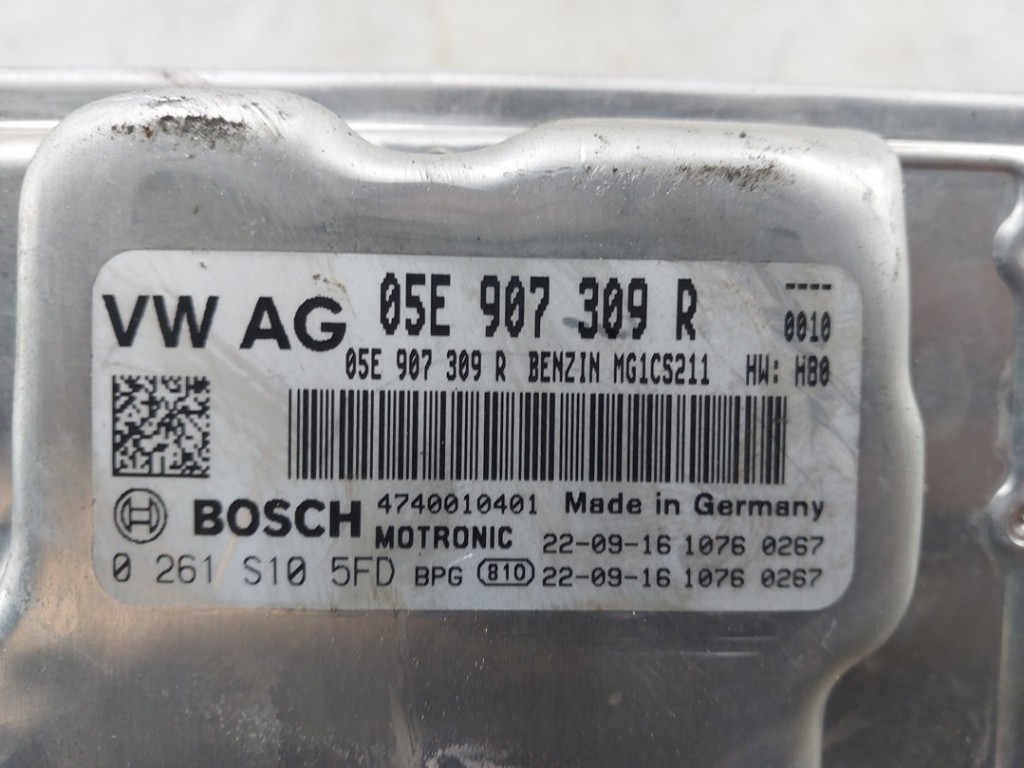 VW AG 05E 907 309 R ----
0010
05E 907 309 R BENZIN MG1CS211 HW: H80
BOSCH 4740010401 Made in Germany
MOTRONIC 22-09-16 1076 0267
0 261 S10 5FD BPG 810 22-09-16 1076 0267